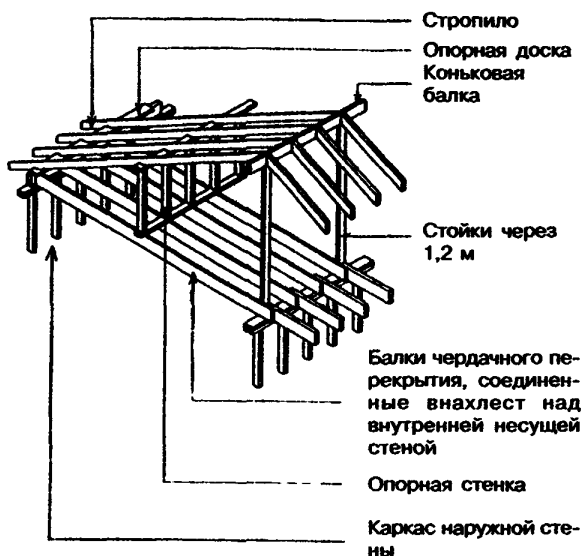 Стропило
Опорная доска
Коньковая
балка
Стойки через
1,2 м
Балки чердачного пе-
рекрытия, соединен-
ные внахлест над
внутренней несущей
стеной
Опорная стенка
Каркас наружной сте-
ны